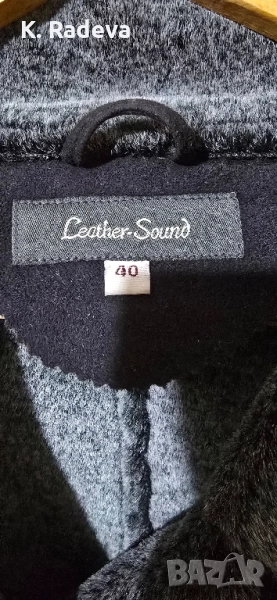 K. Radeva
Leather-Sound
40
BAZAR